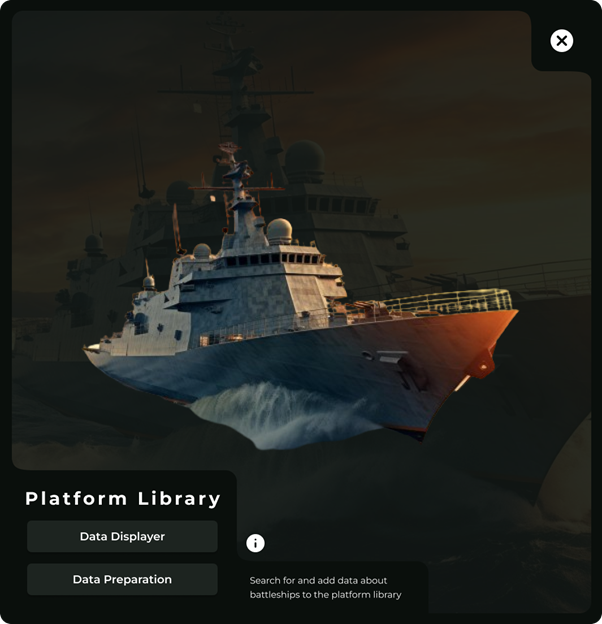 Platform Library
Data Displayer
Data Preparation
Search for and add data about
battleships to the platform library